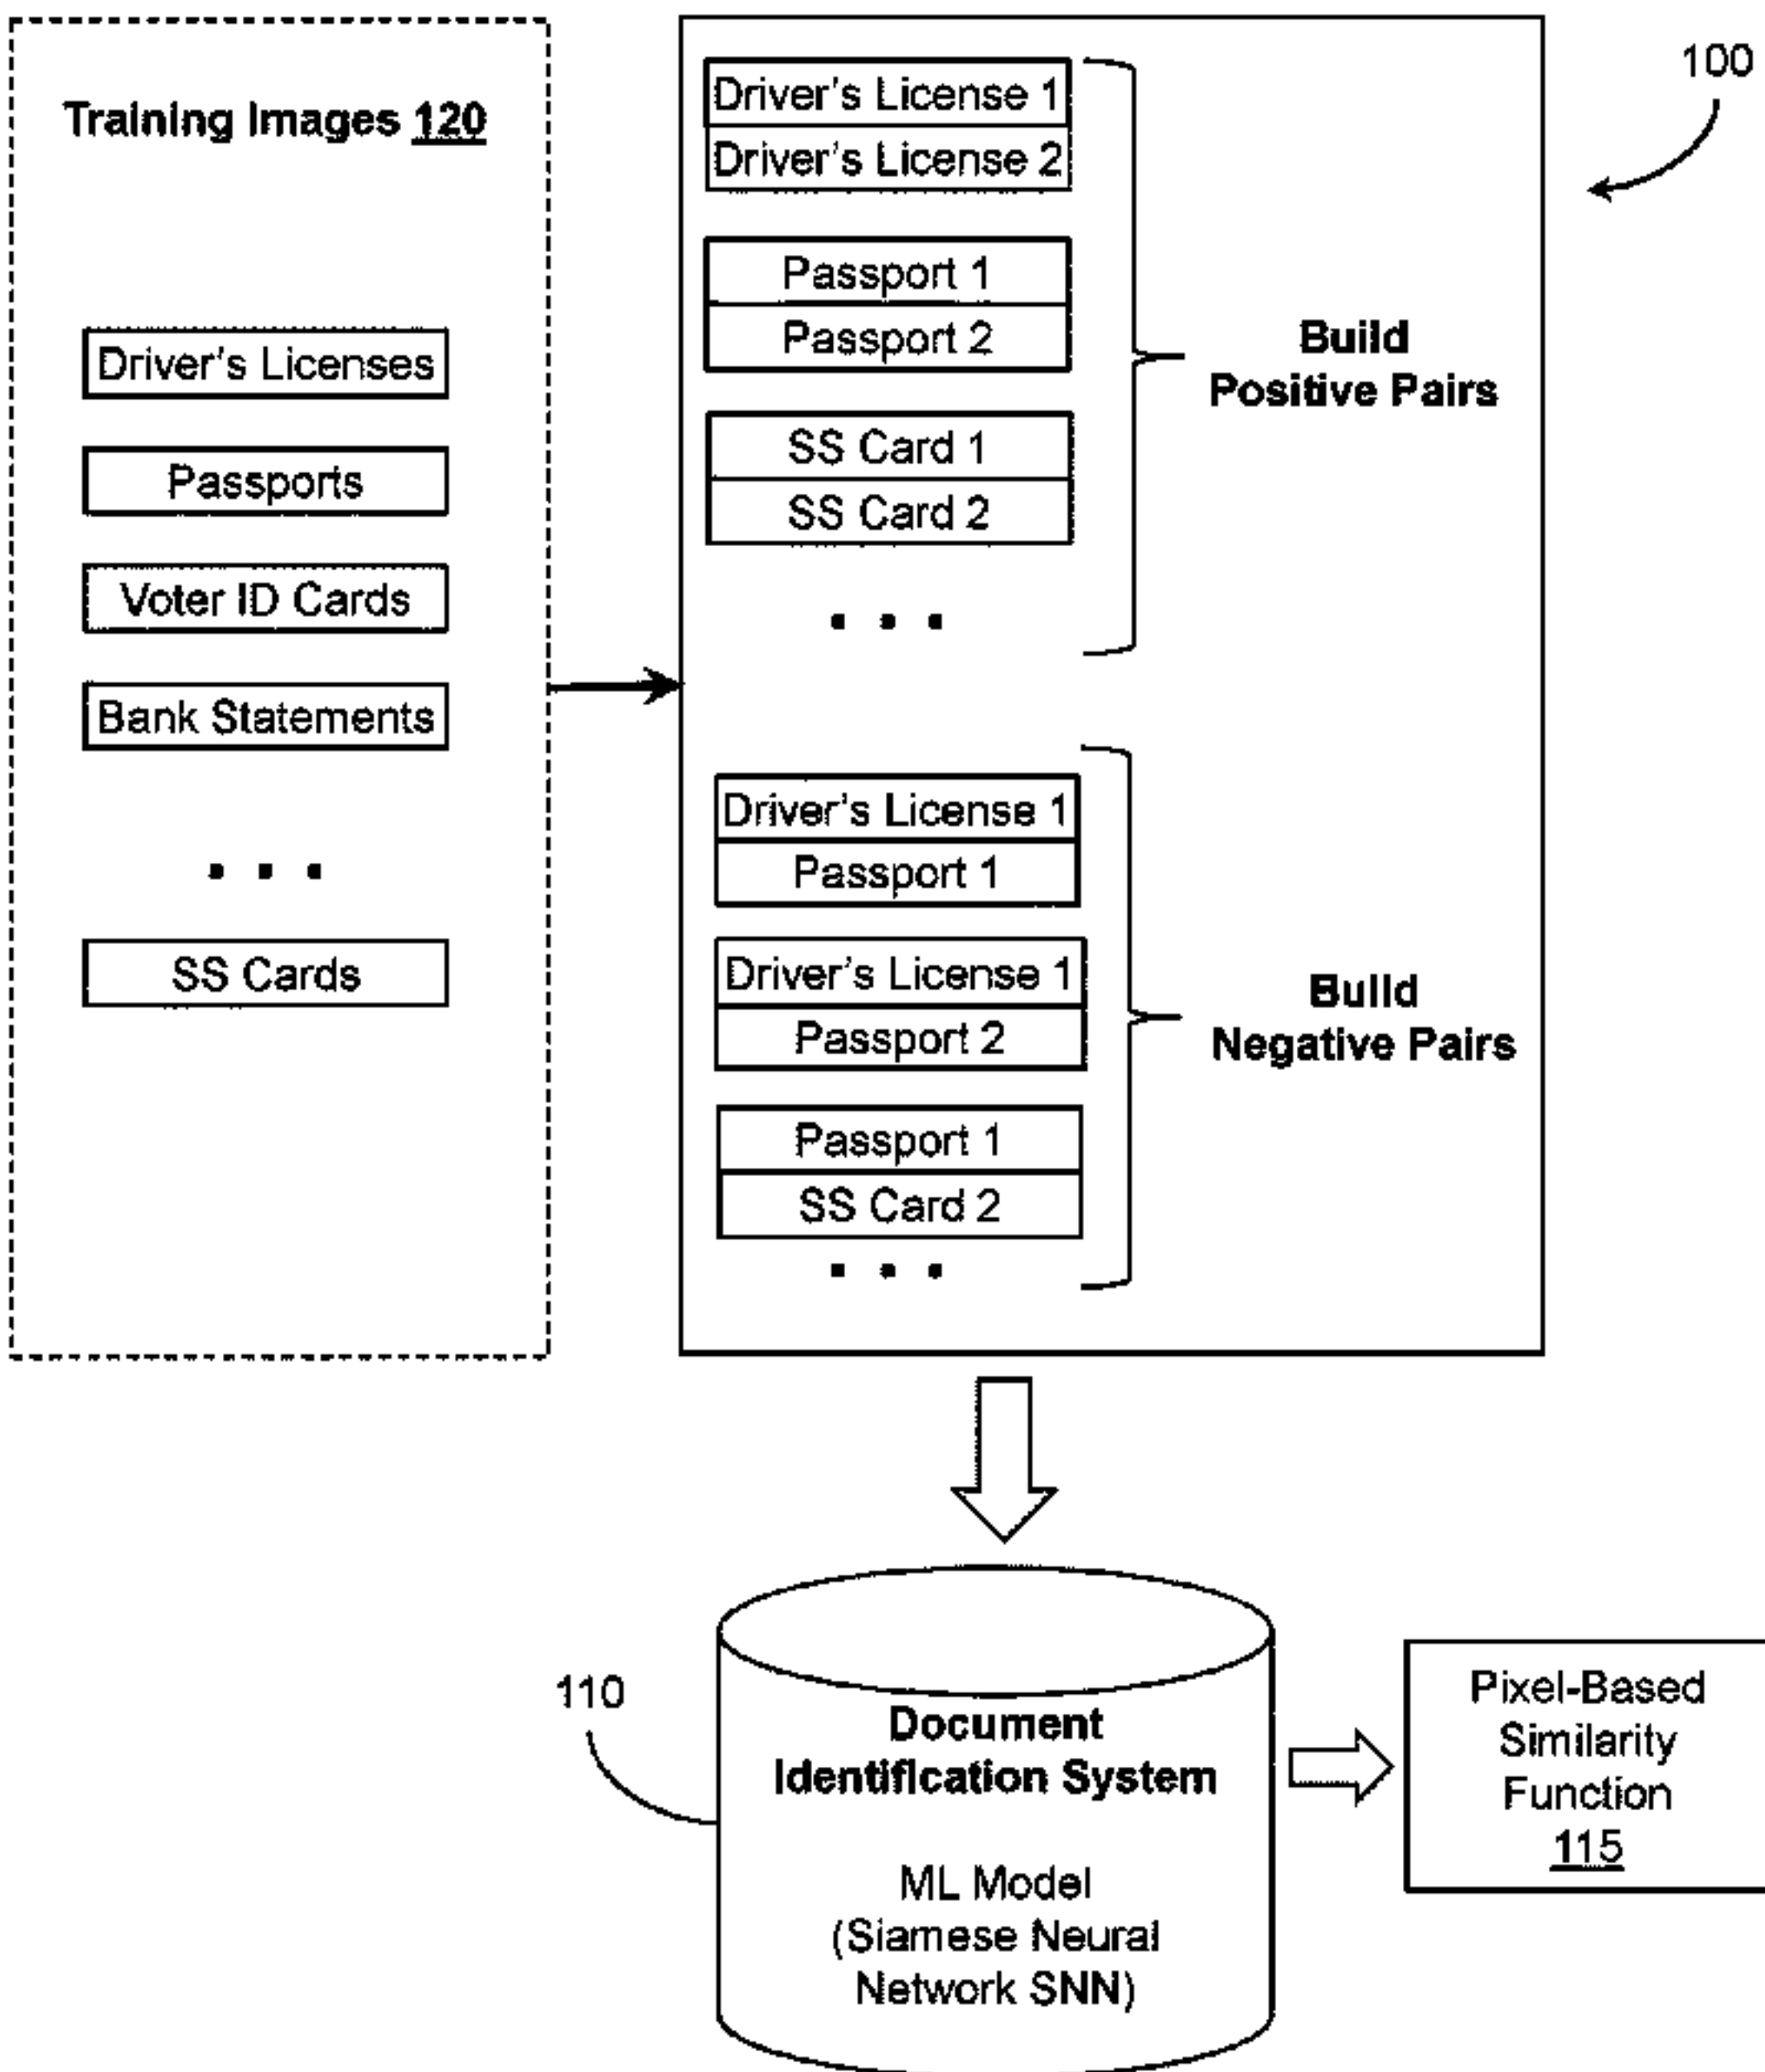 Training Images 120
Driver's Licenses
Passports
Voter ID Cards
Bank Statements
. . .
SS Cards
100
Driver's License 1
Driver's License 2
Passport 1
Passport 2
SS Card 1
SS Card 2
. . .
Build
Positive Pairs
Driver's License 1
Passport 1
Driver's License 1
Passport 2
Passport 1
SS Card 2
. . .
Build
Negative Pairs
110
Document
Identification System
ML Model
(Siamese Neural
Network SNN)
Pixel-Based
Similarity
Function
115